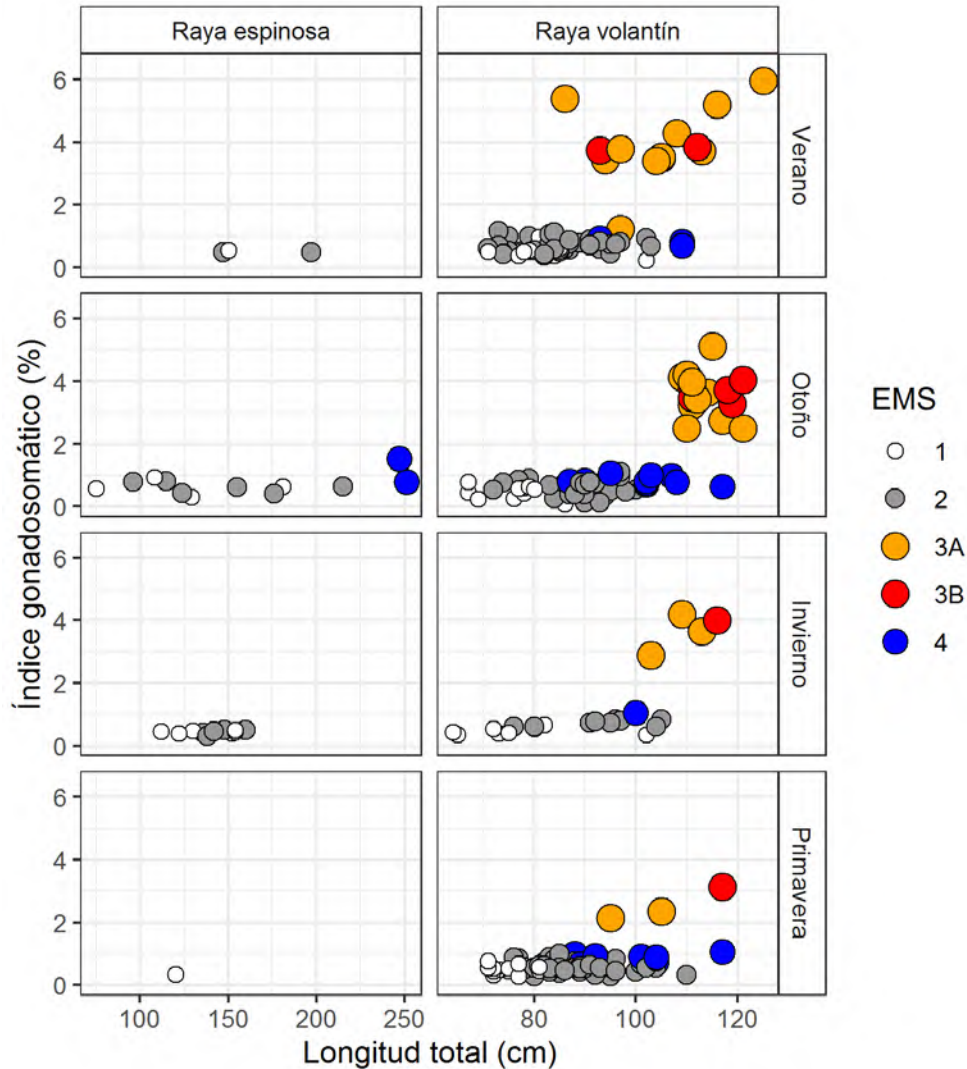 Raya espinosa
Raya volantín
6
4
2
0
Verano
6
4
2
0
Otoño
6
4
2
0
Invierno
6
4
2
0
Primavera
Índice gonadosomático (%)
100 150 200 250
80 100 120
Longitud total (cm)
EMS
1
2
3A
3B
4